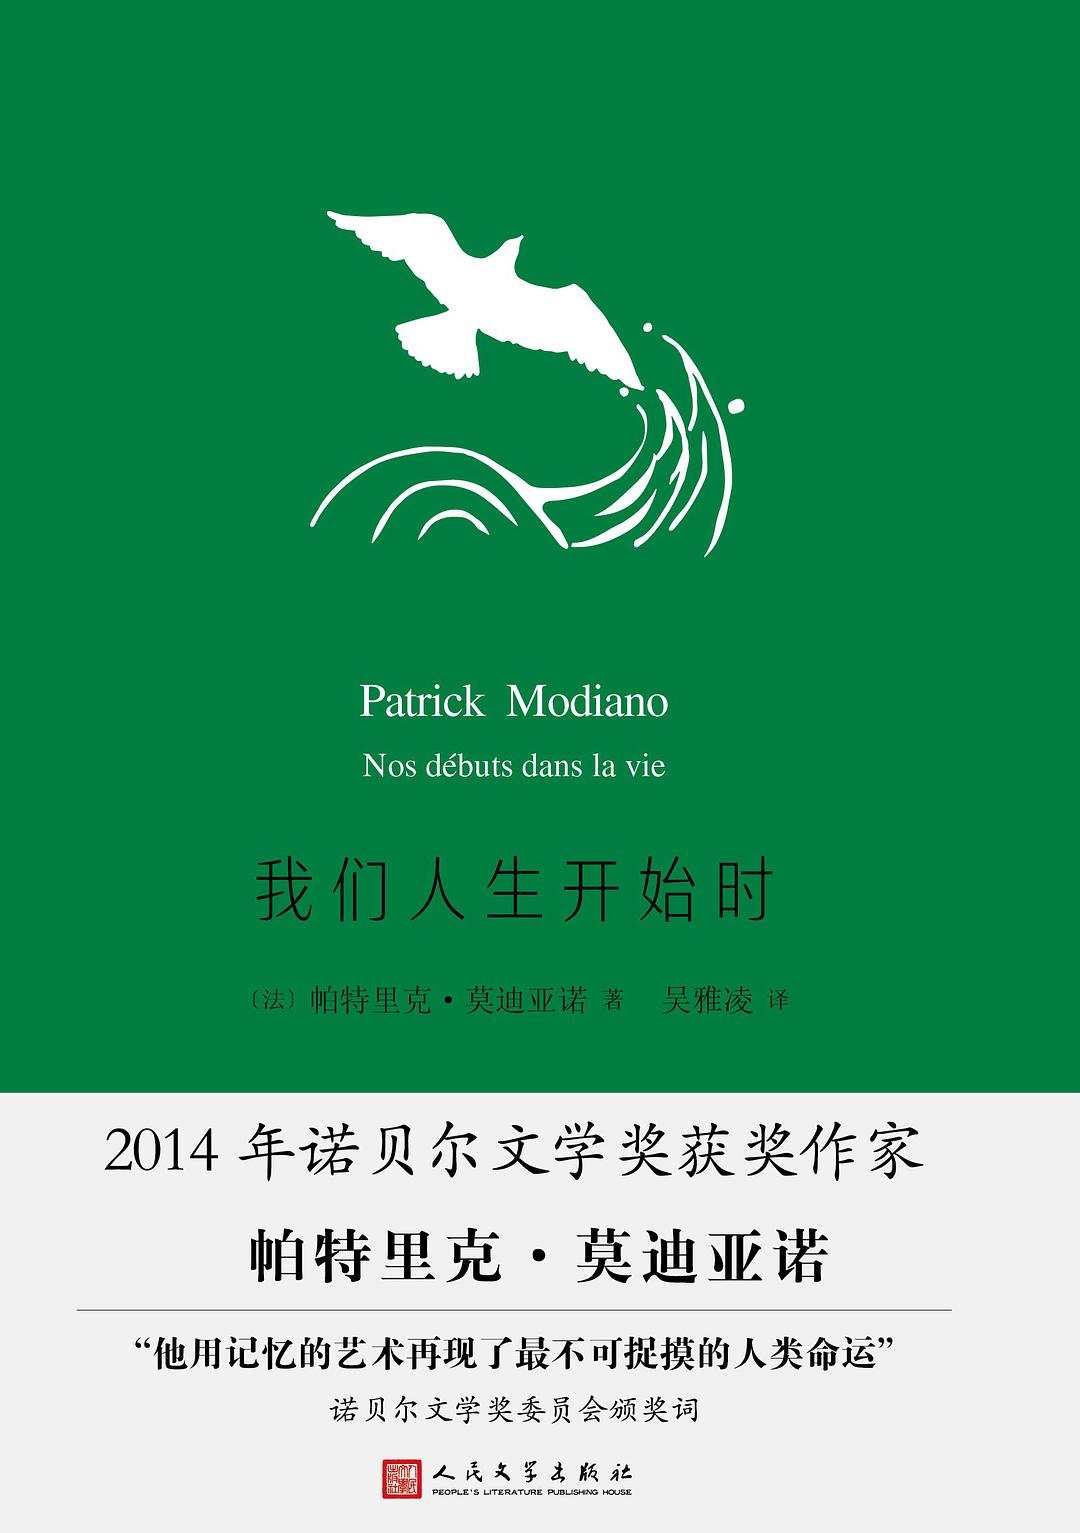 Patrick Modiano
Nos débuts dans la vie
我们人生开始时
〔法〕帕特里克·莫迪亚诺 著 吴雅凌 译
2014 年诺贝尔文学奖获奖作家
帕特里克·莫迪亚诺
“他用记忆的艺术再现了最不可捉摸的人类命运”
诺贝尔文学奖委员会颁奖词
人民文学出版社
PEOPLE'S LITERATURE PUBLISHING HOUSE